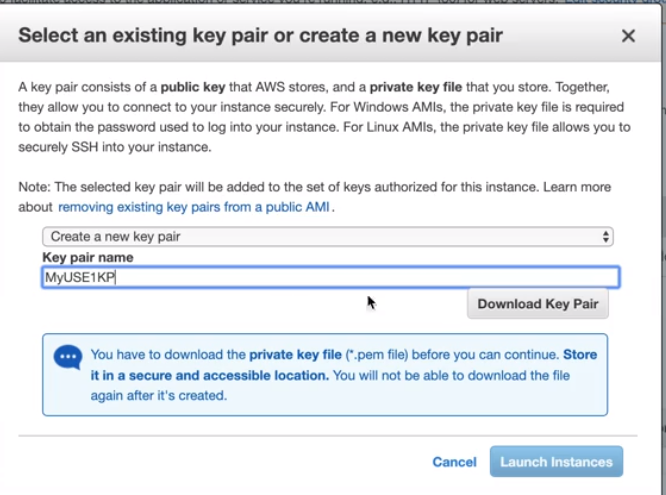 Select an existing key pair or create a new key pair
A key pair consists of a public key that AWS stores, and a private key file that you store. Together,
they allow you to connect to your instance securely. For Windows AMIs, the private key file is required
to obtain the password used to log into your instance. For Linux AMIs, the private key file allows you to
securely SSH into your instance.
Note: The selected key pair will be added to the set of keys authorized for this instance. Learn more
about removing existing key pairs from a public AMI.
Create a new key pair
Key pair name
MyUSE1KP
Download Key Pair
You have to download the private key file (*.pem file) before you can continue. Store
it in a secure and accessible location. You will not be able to download the file
again after it's created.
Cancel Launch Instances